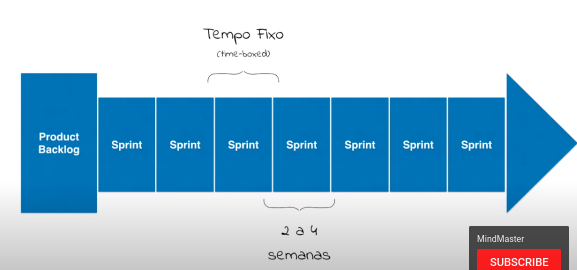 Tempo Fixo
(time-boxed)
Product
Backlog
Sprint
Sprint
Sprint
Sprint
Sprint
Sprint
Sprint
2 a 4
semanas
MindMaster
SUBSCRIBE